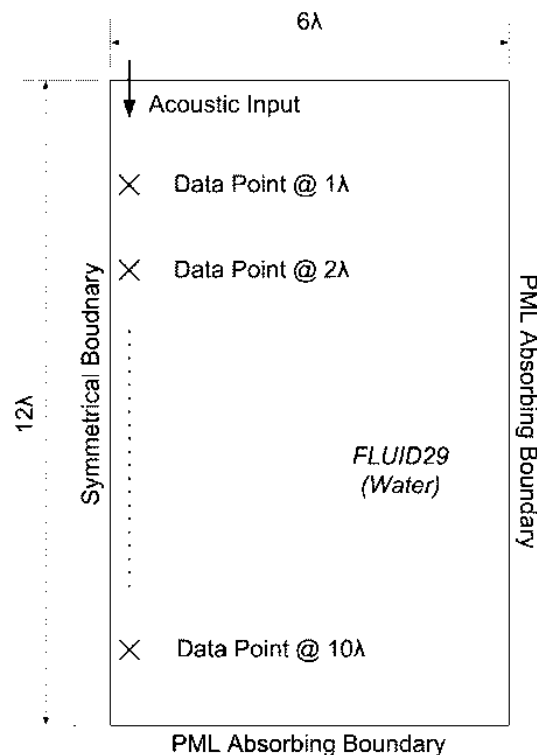 6λ
Acoustic Input
Data Point @ 1λ
Data Point @ 2λ
Symmetrical Boudnary
12λ
PML Absorbing Boundary
FLUID29
(Water)
Data Point @ 10λ
PML Absorbing Boundary